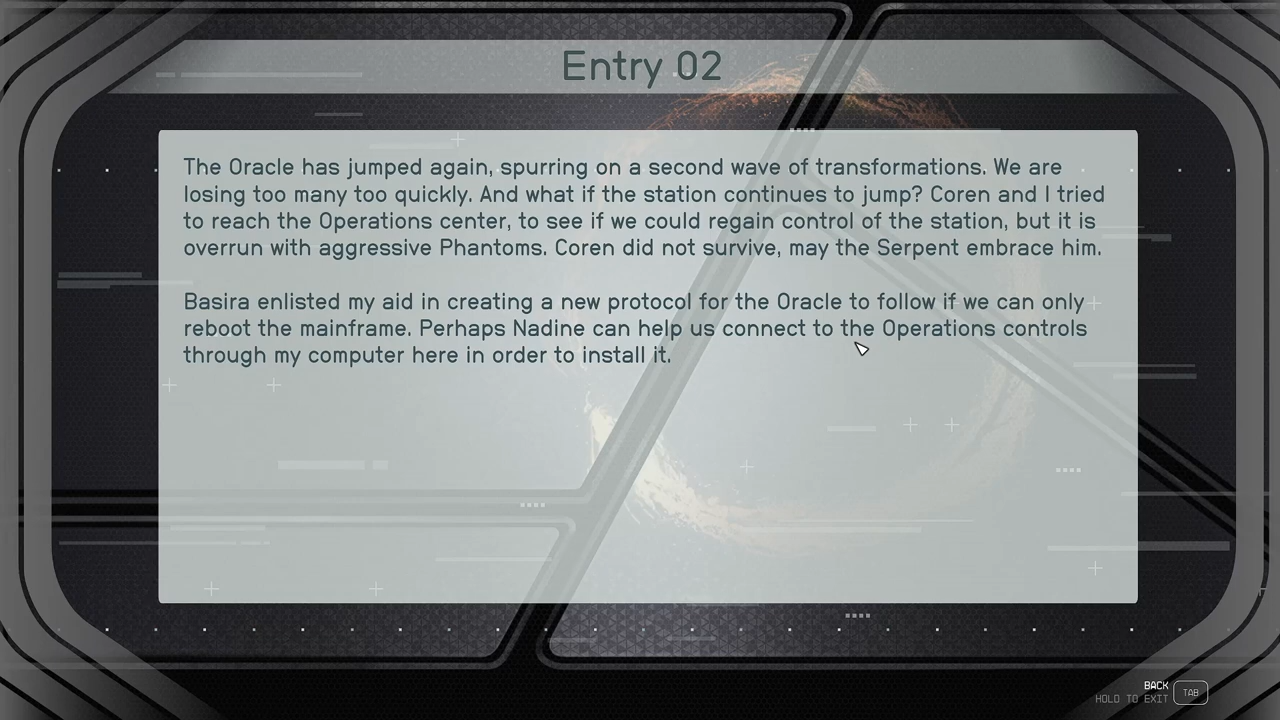 Entry 02
The Oracle has jumped again, spurring on a second wave of transformations. We are
losing too many too quickly. And what if the station continues to jump? Coren and I tried
to reach the Operations center, to see if we could regain control of the station, but it is
overrun with aggressive Phantoms. Coren did not survive, may the Serpent embrace him.
Basira enlisted my aid in creating a new protocol for the Oracle to follow if we can only
reboot the mainframe. Perhaps Nadine can help us connect to the Operations controls
through my computer here in order to install it.
BACK
HOLD TO EXIT TAB